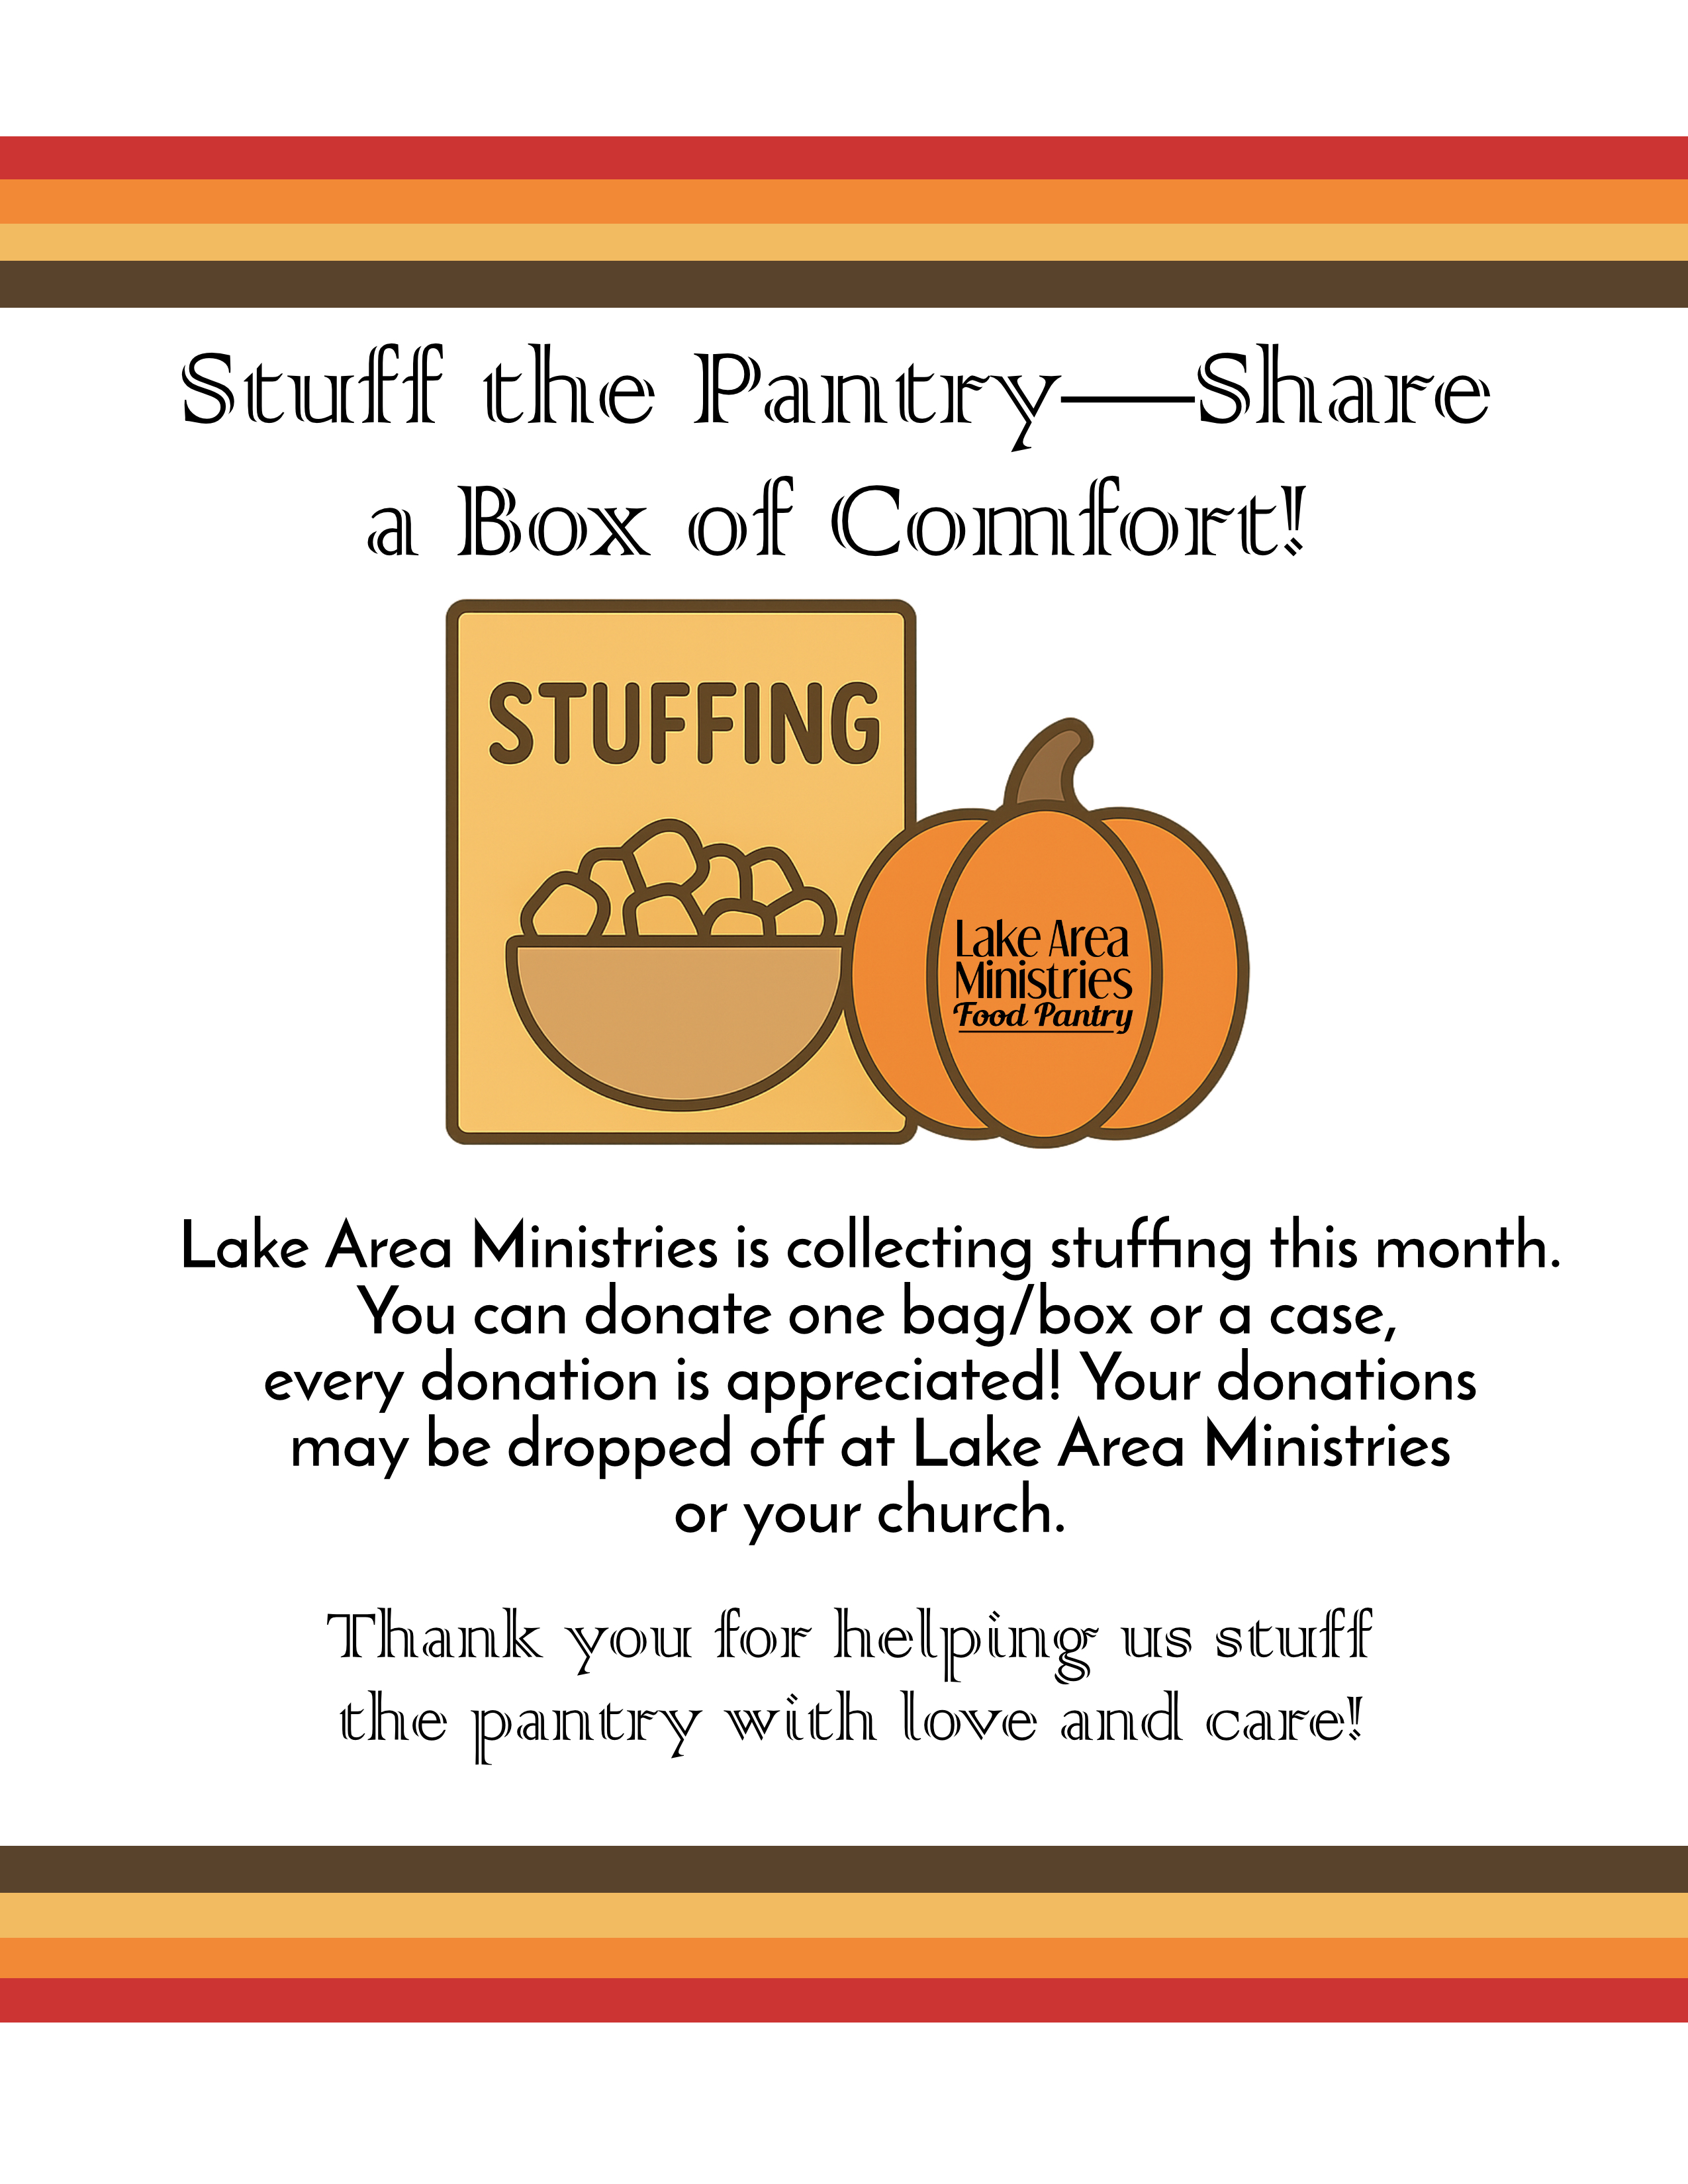 Stuff the Pantry—Share
a Box of Comfort!
STUFFING
Lake Area
Ministries
Food Pantry
Lake Area Ministries is collecting stuffing this month.
You can donate one bag/box or a case,
every donation is appreciated! Your donations
may be dropped off at Lake Area Ministries
or your church.
Thank you for helping us stuff
the pantry with love and care!